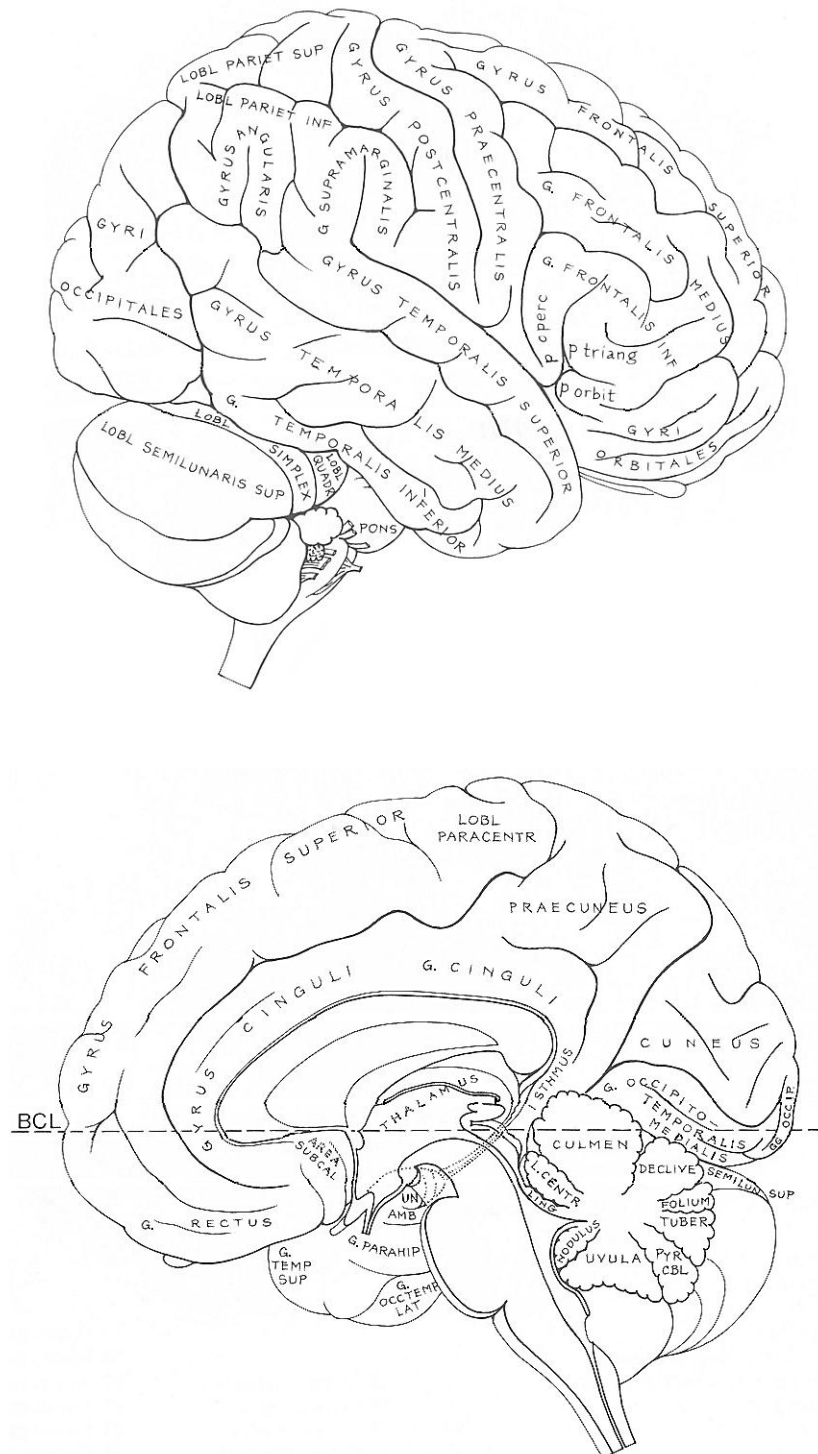 LOBL PARIET SUP
LOBL PARIET INF
GYRUS ANGULARIS
G SUPRAMARGINALIS
GYRUS POSTCENTRALIS
GYRUS PRAECENTRALIS
GYRUS FRONTALIS SUPERIOR
G. FRONTALIS MEDIUS
G. FRONTALIS INF
P operc
P triang
P orbit
GYRI ORBITALES
GYRI OCCIPITALES
GYRUS TEMPORALIS SUPERIOR
GYRUS TEMPORALIS MEDIUS
G. TEMPORALIS INFERIOR
LOBL SIMPLEX
LOBL QUADR
LOBL SEMILUNARIS SUP
PONS
GYRUS FRONTALIS SUPERIOR
LOBL
PARACENTR
PRAECUNEUS
GYRUS CINGULI
G. CINGULI
ISTHMUS
CUNEUS
THALAMUS
G. OCCIPITO-
TEMPORALIS
MEDIALIS
GG OCCIP
BCL
AREA
SUBCAL
CULMEN
L.CENTR
LING
DECLIVE
SEMILUN SUP
FOLIUM
TUBER
UN
AMB
G. RECTUS
G. PARAHIP
NODULUS
UVULA
PYR
CBL
G.
TEMP
SUP
G.
OCCTEMP
LAT